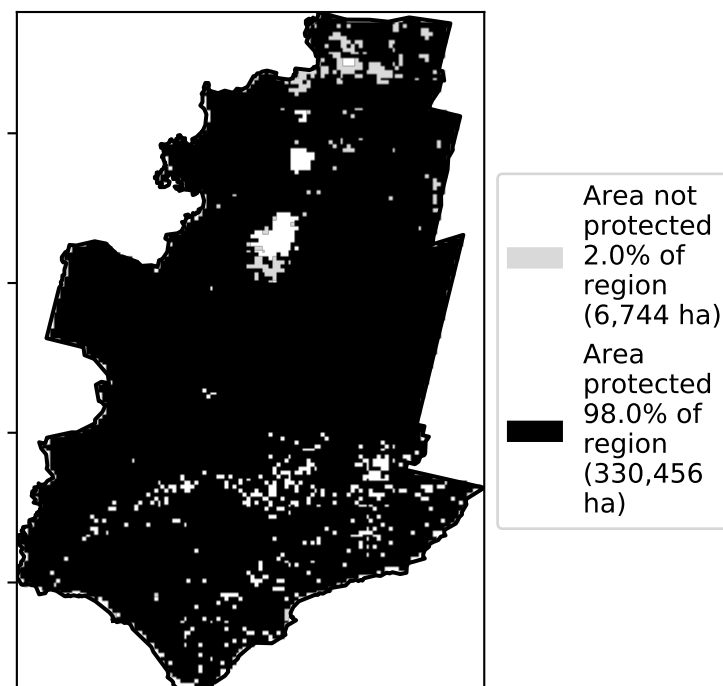 Area not
protected
2.0% of
region
(6,744 ha)
Area
protected
98.0% of
region
(330,456
ha)